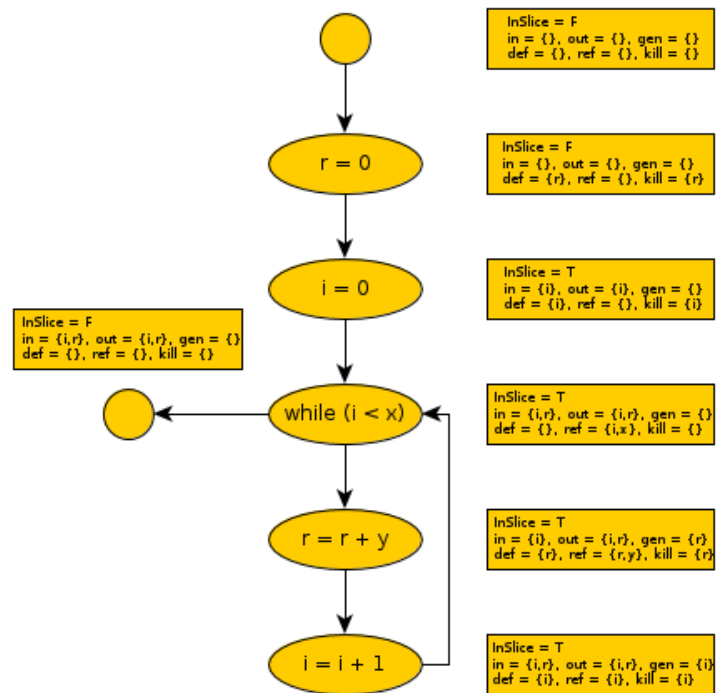 InSlice = F
in = {}, out = {}, gen = {}
def = {}, ref = {}, kill = {}
r = 0
InSlice = F
in = {}, out = {}, gen = {}
def = {r}, ref = {}, kill = {r}
i = 0
InSlice = T
in = {i}, out = {i}, gen = {}
def = {i}, ref = {}, kill = {i}
InSlice = F
in = {i,r}, out = {i,r}, gen = {}
def = {}, ref = {}, kill = {}
while (i < x)
InSlice = T
in = {i,r}, out = {i,r}, gen = {}
def = {}, ref = {i,x}, kill = {}
r = r + y
InSlice = T
in = {i}, out = {i,r}, gen = {r}
def = {r}, ref = {r,y}, kill = {r}
i = i + 1
InSlice = T
in = {i,r}, out = {i,r}, gen = {i}
def = {i}, ref = {i}, kill = {i}